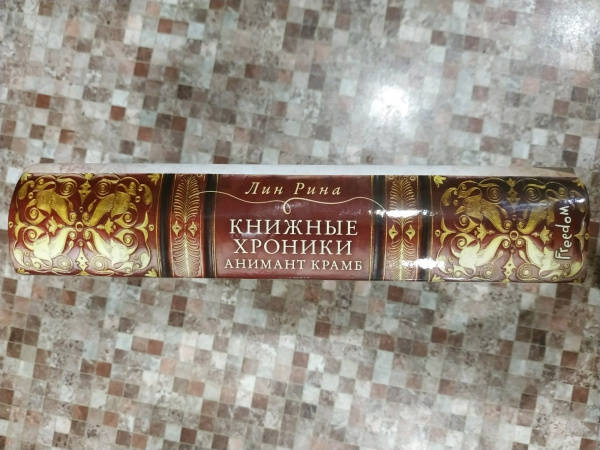 Лин Рина
КНИЖНЫЕ
ХРОНИКИ
АНИМАНТ КРАМБ
Freedom